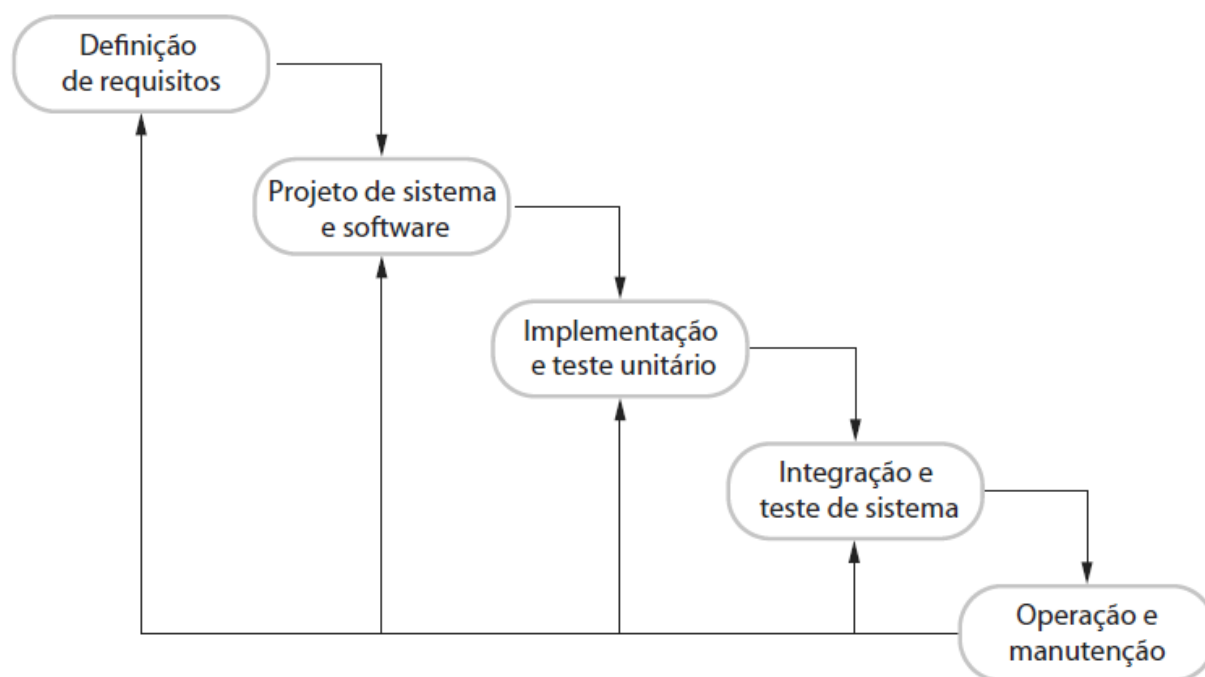 Definição
de requisitos
Projeto de sistema
e software
Implementação
e teste unitário
Integração e
teste de sistema
Operação e
manutenção